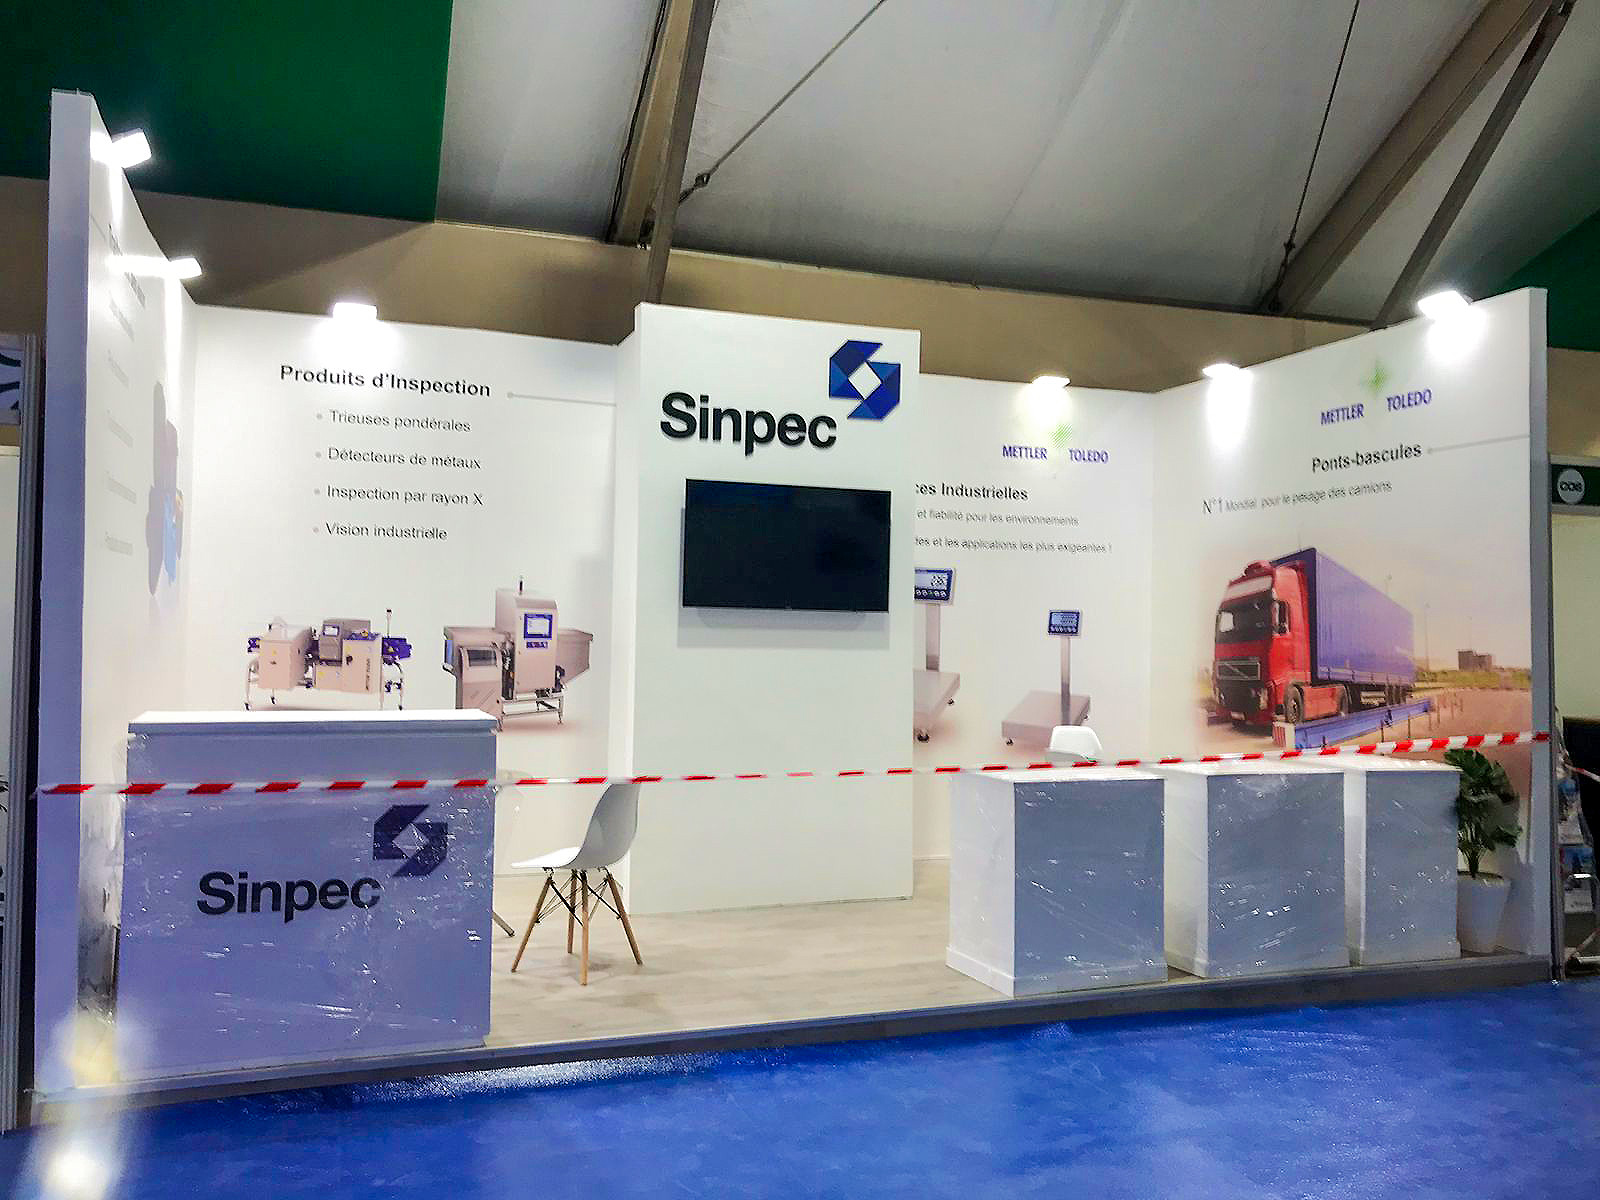 Produits d'Inspection
Trieuses pondérales
Détecteurs de métaux
Inspection par rayon X
Vision industrielle
Sinpec
METTLER TOLEDO
ces Industrielles
et fiabilité pour les environnements
des et les applications les plus exigeantes !
METTLER TOLEDO
Ponts-bascules
N°1 Mondial pour le pesage des camions
Sinpec